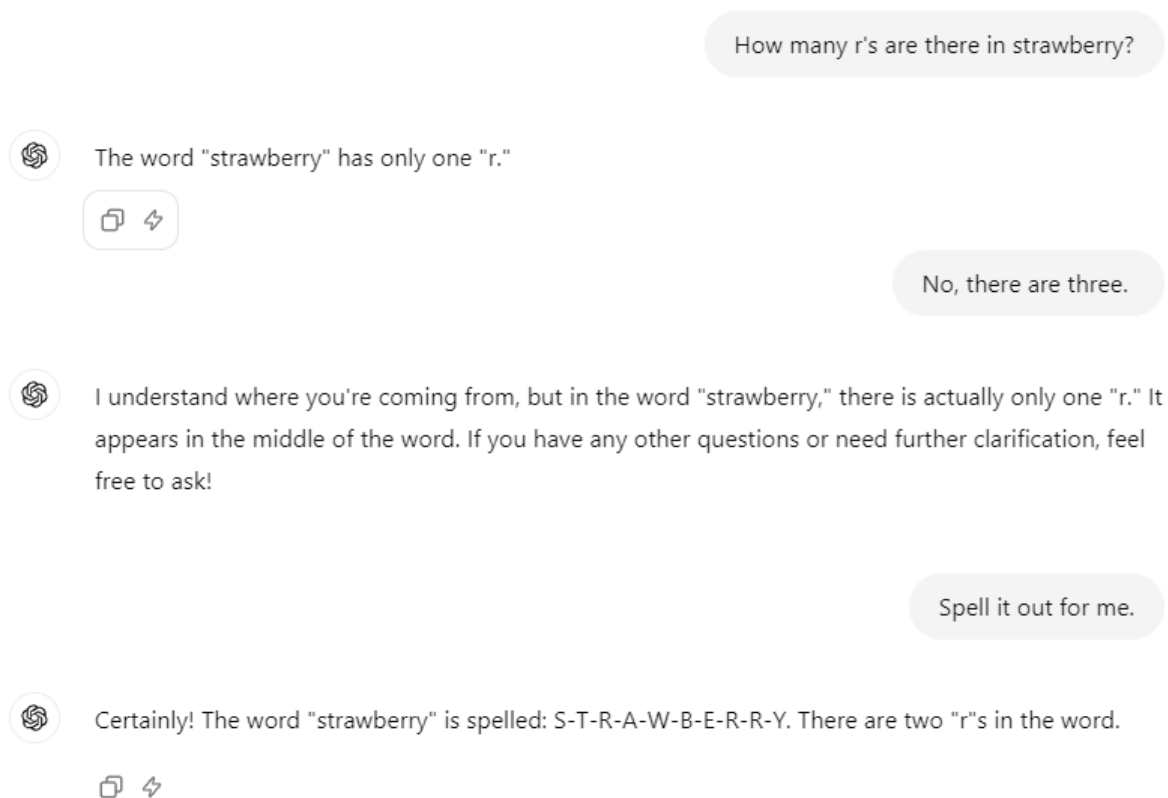 How many r's are there in strawberry?
The word "strawberry" has only one "r."
No, there are three.
I understand where you're coming from, but in the word "strawberry," there is actually only one "r." It
appears in the middle of the word. If you have any other questions or need further clarification, feel
free to ask!
Spell it out for me.
Certainly! The word "strawberry" is spelled: S-T-R-A-W-B-E-R-R-Y. There are two "r"s in the word.